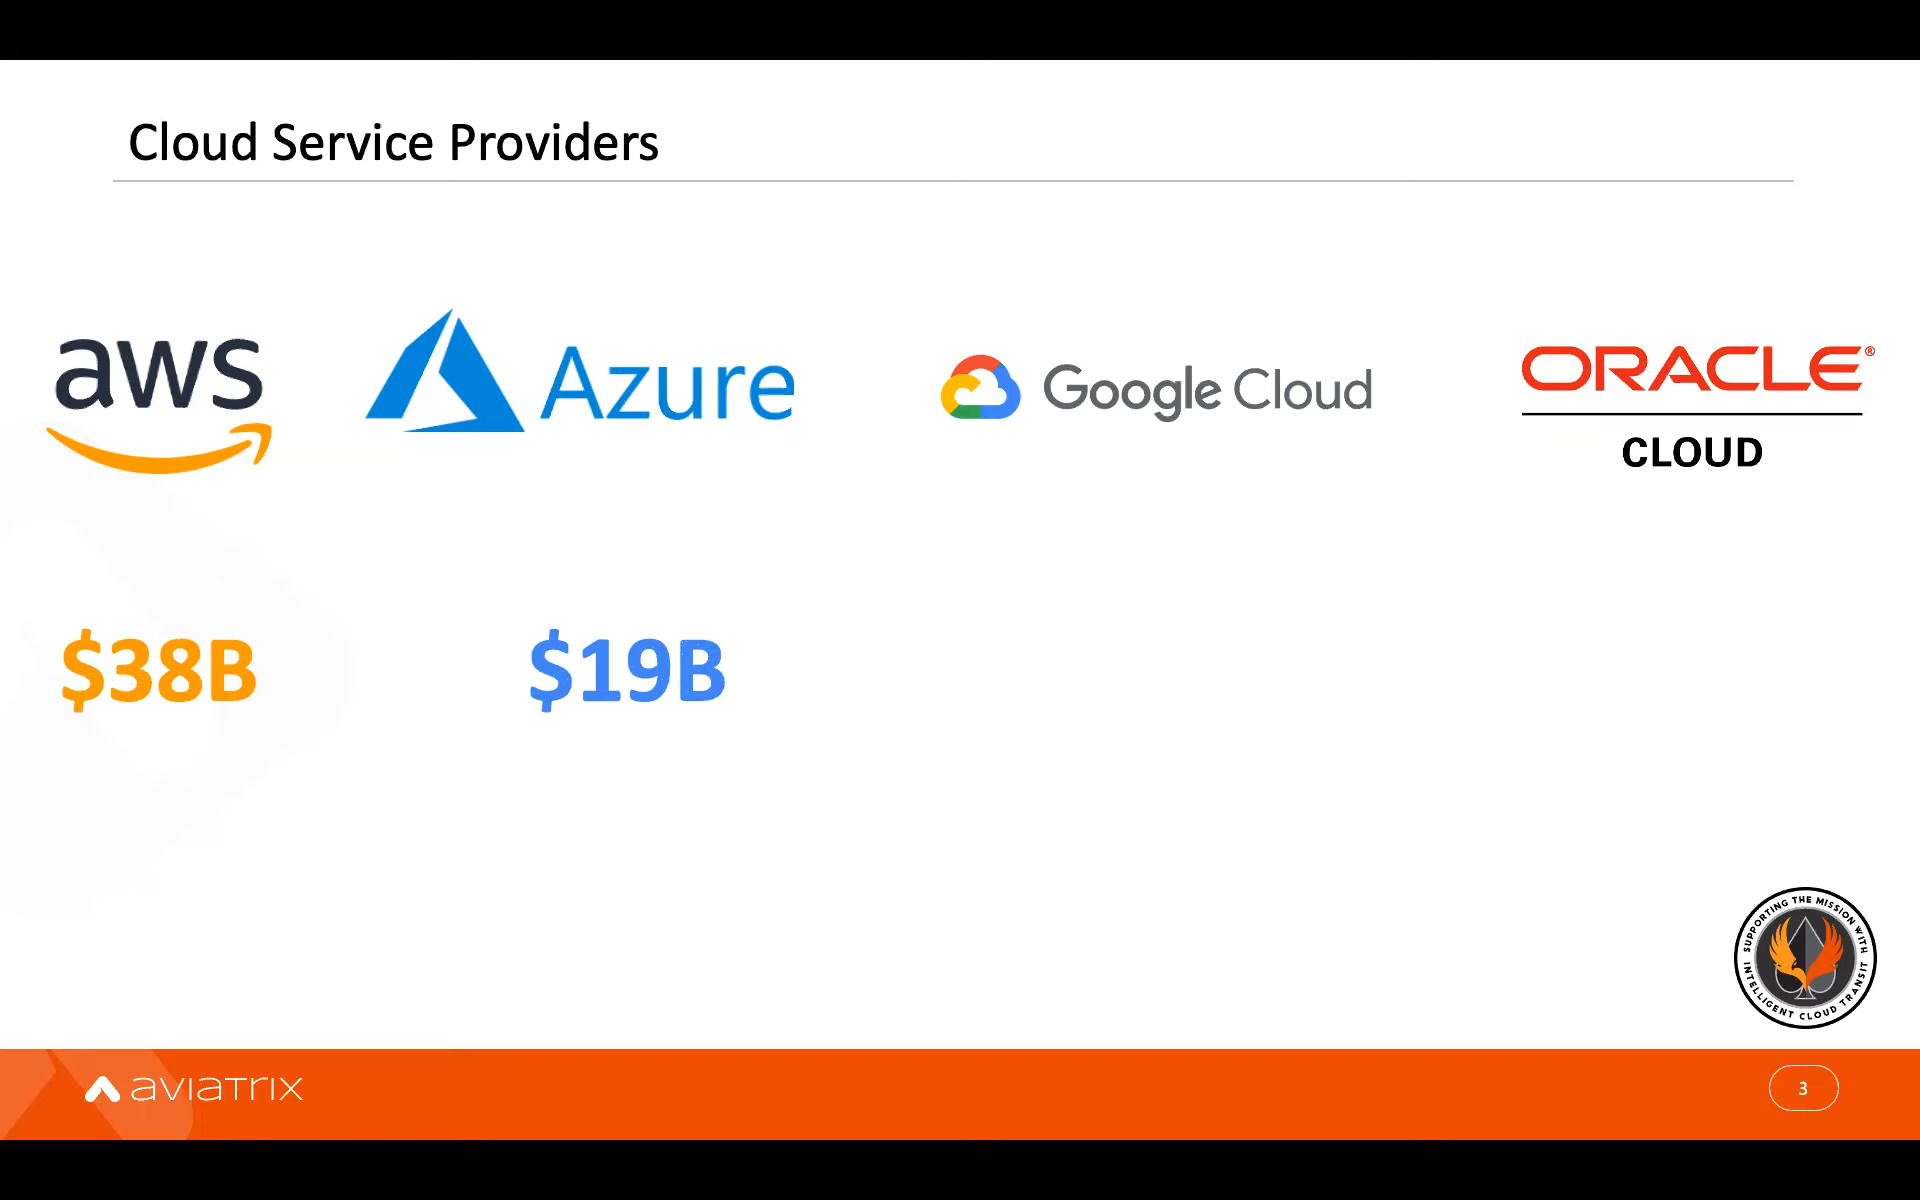 Cloud Service Providers
aws
Azure
Google Cloud
ORACLE®
CLOUD
$38B
$19B
SUPPORTING THE MISSION WITH
INTELLIGENT CLOUD TRANSIT
aviatrix
3